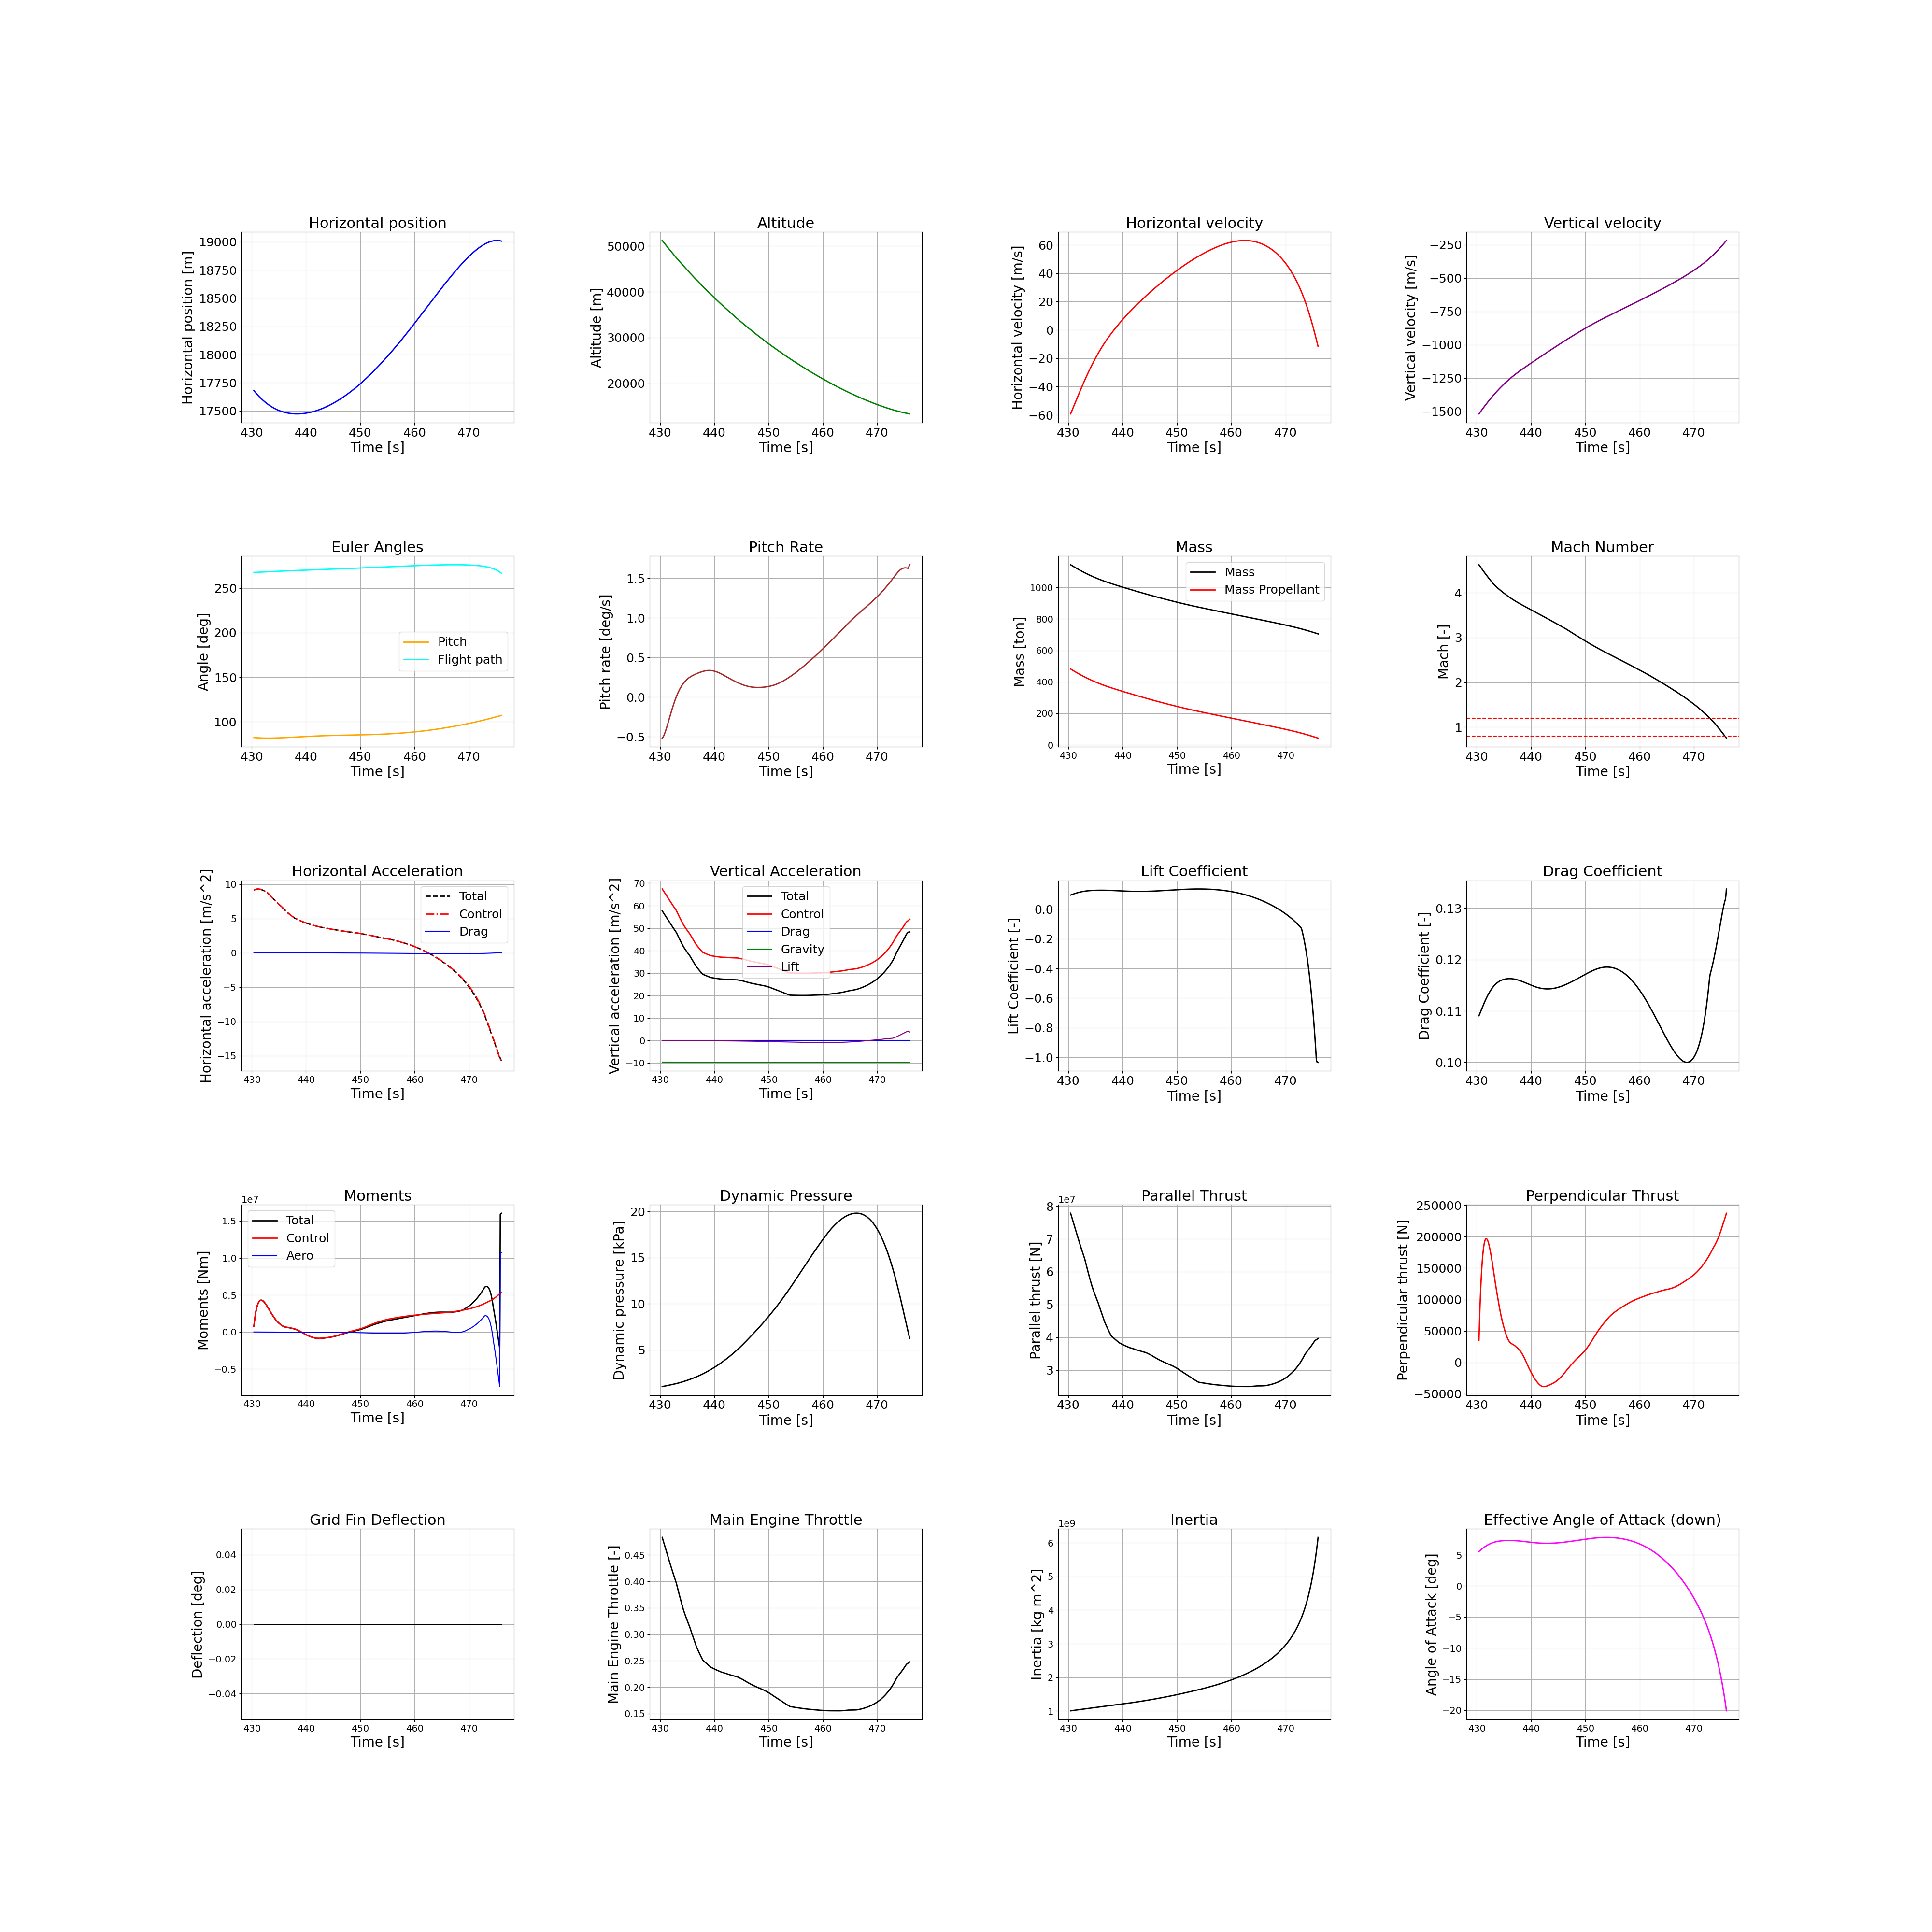 Horizontal position
Horizontal position [m]
19000
18750
18500
18250
18000
17750
17500
430 440 450 460 470
Time [s]
Altitude
Altitude [m]
50000
40000
30000
20000
430 440 450 460 470
Time [s]
Horizontal velocity
Horizontal velocity [m/s]
60
40
20
0
−20
−40
−60
430 440 450 460 470
Time [s]
Vertical velocity
Vertical velocity [m/s]
−250
−500
−750
−1000
−1250
−1500
430 440 450 460 470
Time [s]
Euler Angles
Angle [deg]
250
200
150
100
Pitch
Flight path
430 440 450 460 470
Time [s]
Pitch Rate
Pitch rate [deg/s]
1.5
1.0
0.5
0.0
−0.5
430 440 450 460 470
Time [s]
Mass
Mass [ton]
1000
800
600
400
200
0
Mass
Mass Propellant
430 440 450 460 470
Time [s]
Mach Number
Mach [-]
4
3
2
1
430 440 450 460 470
Time [s]
Horizontal Acceleration
Horizontal acceleration [m/s^2]
10
5
0
−5
−10
−15
Total
Control
Drag
430 440 450 460 470
Time [s]
Vertical Acceleration
Vertical acceleration [m/s^2]
70
60
50
40
30
20
10
0
−10
Total
Control
Drag
Gravity
Lift
430 440 450 460 470
Time [s]
Lift Coefficient
Lift Coefficient [-]
0.0
−0.2
−0.4
−0.6
−0.8
−1.0
430 440 450 460 470
Time [s]
Drag Coefficient
Drag Coefficient [-]
0.13
0.12
0.11
0.10
430 440 450 460 470
Time [s]
Moments
1e7
Moments [Nm]
1.5
1.0
0.5
0.0
−0.5
Total
Control
Aero
430 440 450 460 470
Time [s]
Dynamic Pressure
Dynamic pressure [kPa]
20
15
10
5
430 440 450 460 470
Time [s]
Parallel Thrust
1e7
Parallel thrust [N]
8
7
6
5
4
3
430 440 450 460 470
Time [s]
Perpendicular Thrust
Perpendicular thrust [N]
250000
200000
150000
100000
50000
0
−50000
430 440 450 460 470
Time [s]
Grid Fin Deflection
Deflection [deg]
0.04
0.02
0.00
−0.02
−0.04
430 440 450 460 470
Time [s]
Main Engine Throttle
Main Engine Throttle [-]
0.45
0.40
0.35
0.30
0.25
0.20
0.15
430 440 450 460 470
Time [s]
Inertia
1e9
Inertia [kg m^2]
6
5
4
3
2
1
430 440 450 460 470
Time [s]
Effective Angle of Attack (down)
Angle of Attack [deg]
5
0
−5
−10
−15
−20
430 440 450 460 470
Time [s]